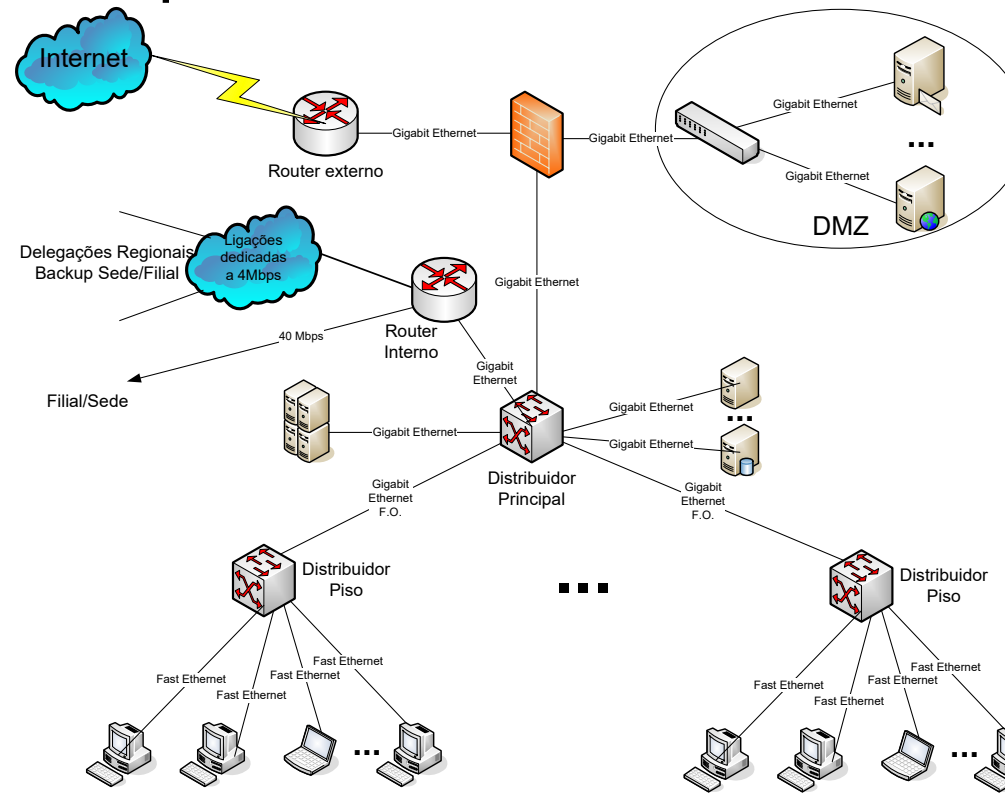 Internet
Gigabit Ethernet
Gigabit Ethernet
Gigabit Ethernet
...
Gigabit Ethernet
Router externo
DMZ
Delegações Regionais
Backup Sede/Filial
Ligações
dedicadas
a 4Mbps
Gigabit Ethernet
40 Mbps
Router
Interno
Filial/Sede
Gigabit
Ethernet
Gigabit Ethernet
...
Gigabit Ethernet
Gigabit Ethernet
Distribuidor
Principal
Gigabit
Ethernet
F.O.
Gigabit
Ethernet
F.O.
Distribuidor
Piso
...
Distribuidor
Piso
Fast Ethernet
Fast Ethernet
Fast Ethernet
Fast Ethernet
...
Fast Ethernet
Fast Ethernet
Fast Ethernet
Fast Ethernet
...